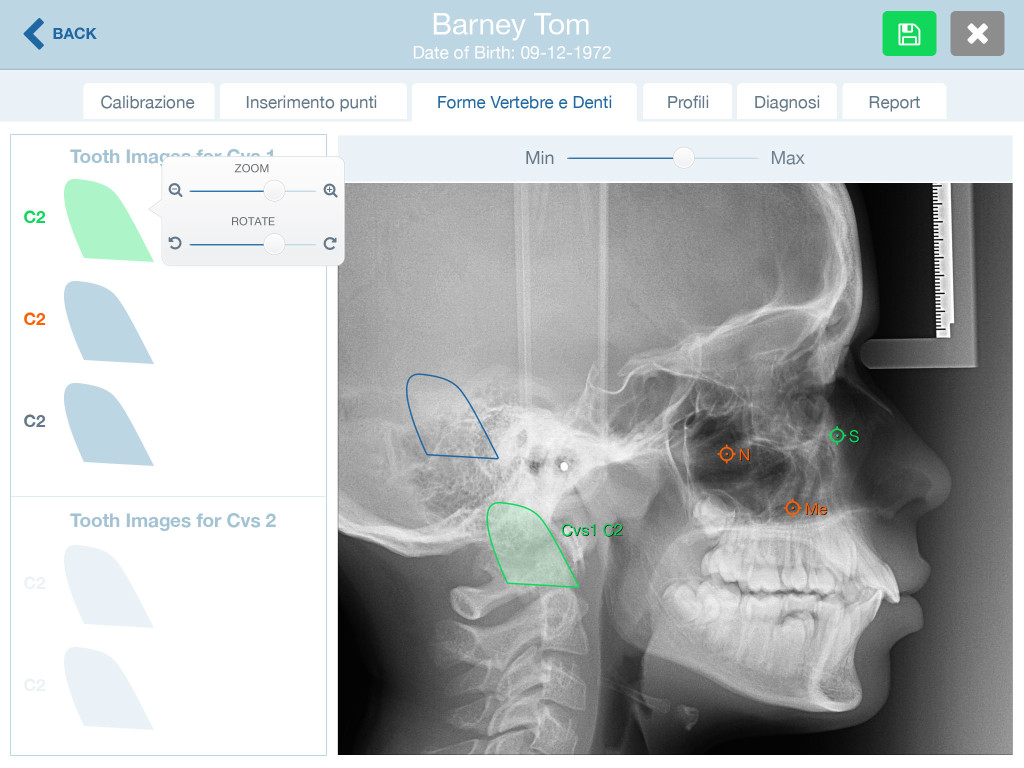 BACK
Barney Tom
Date of Birth: 09-12-1972
Calibrazione
Inserimento punti
Forme Vertebre e Denti
Profili
Diagnosi
Report
Tooth Images for Cvs 1
ZOOM
ROTATE
C2
C2
C2
Tooth Images for Cvs 2
C2
C2
Min
Max
S
N
Me
Cvs1 C2